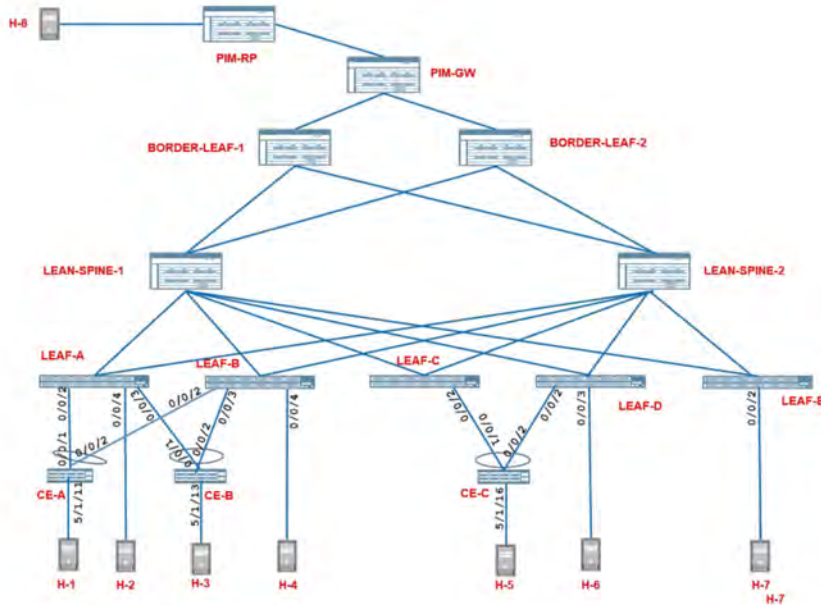 H-8
PIM-RP
PIM-GW
BORDER-LEAF-1
BORDER-LEAF-2
LEAN-SPINE-1
LEAN-SPINE-2
LEAF-A
LEAF-B
LEAF-C
LEAF-D
LEAF-E
0/0/2
0/0/4
0/0/3
0/0/2
0/0/3
0/0/4
0/0/2
0/0/2
0/0/3
0/0/2
0/0/1
0/0/2
0/0/1
0/0/2
0/0/1
0/0/2
CE-A
CE-B
CE-C
5/1/11
5/1/13
5/1/16
H-1
H-2
H-3
H-4
H-5
H-6
H-7
H-7